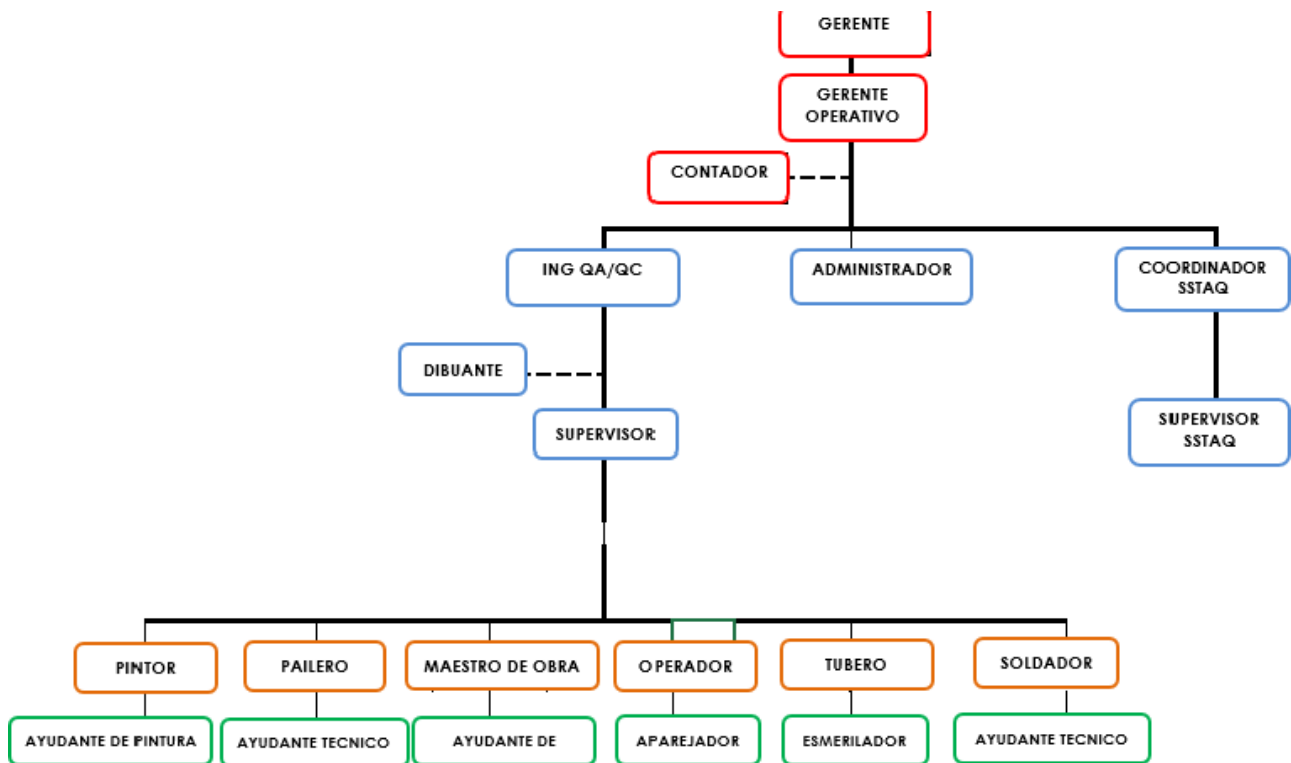 GERENTE
GERENTE
OPERATIVO
CONTADOR
ING QA/QC
ADMINISTRADOR
COORDINADOR
SSTAQ
DIBUANTE
SUPERVISOR
SUPERVISOR
SSTAQ
PINTOR
PAILERO
MAESTRO DE OBRA
OPERADOR
TUBERO
SOLDADOR
AYUDANTE DE PINTURA
AYUDANTE TECNICO
AYUDANTE DE
APAREJADOR
ESMERILADOR
AYUDANTE TECNICO